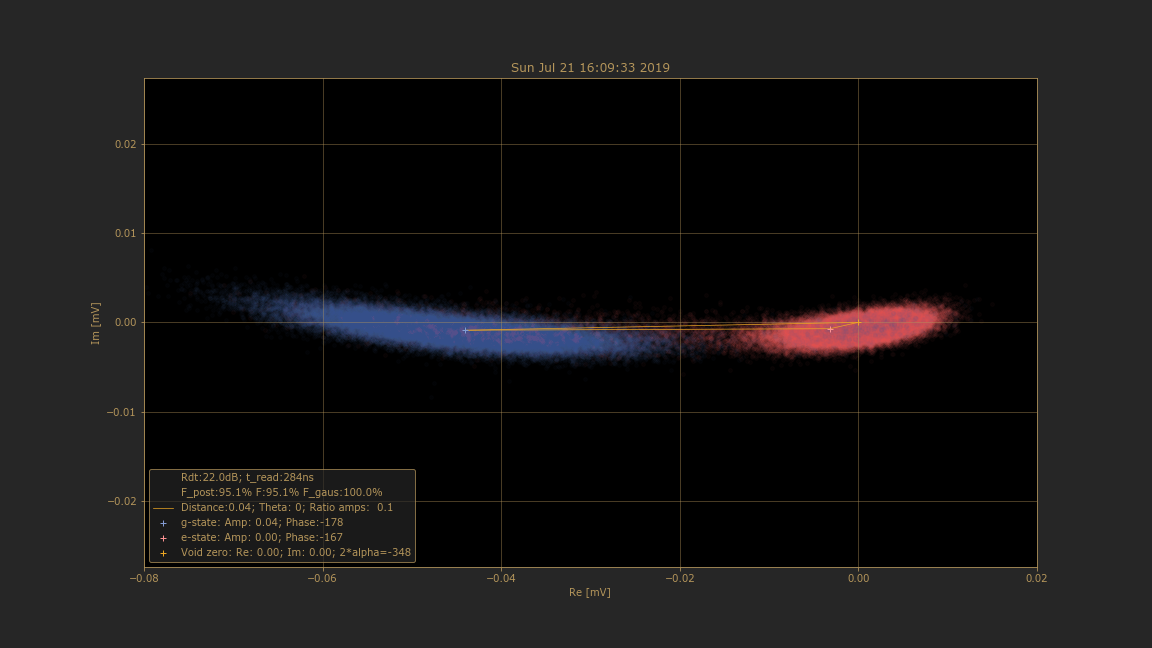 Sun Jul 21 16:09:33 2019
Im [mV]
0.02
0.01
0.00
−0.01
−0.02
Rdt:22.0dB; t_read:284ns
F_post:95.1% F:95.1% F_gaus:100.0%
Distance:0.04; Theta: 0; Ratio amps:  0.1
g-state: Amp: 0.04; Phase:-178
e-state: Amp: 0.00; Phase:-167
Void zero: Re: 0.00; Im: 0.00; 2*alpha=-348
−0.08
−0.06
−0.04
−0.02
0.00
0.02
Re [mV]